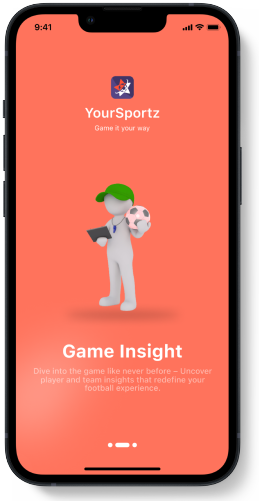 9:41
YourSportz
Game it your way
Game Insight
Dive into the game like never before – Uncover
player and team insights that redefine your
football experience.